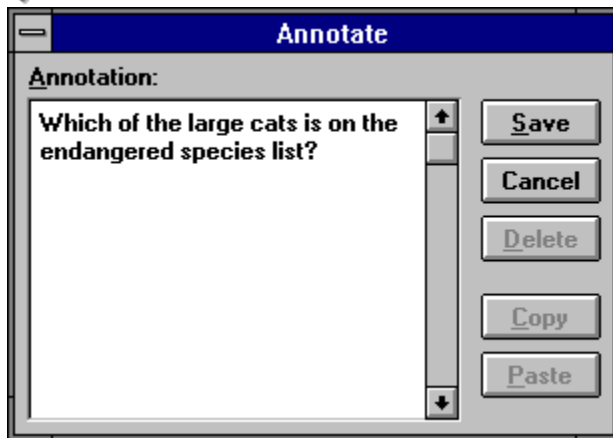 Annotate
Annotation:
Which of the large cats is on the
endangered species list?
Save
Cancel
Delete
Copy
Paste